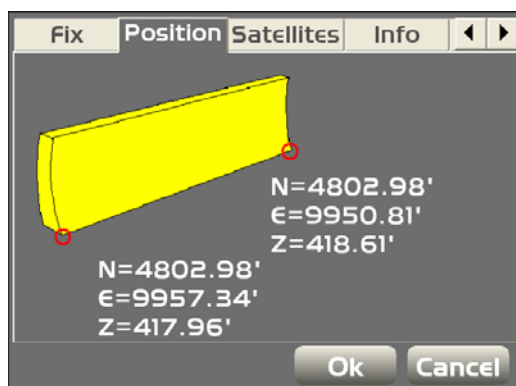 Fix Position Satellites Info
N=4802.98'
E=9950.81'
Z=418.61'
N=4802.98'
E=9957.34'
Z=417.96'
Ok Cancel